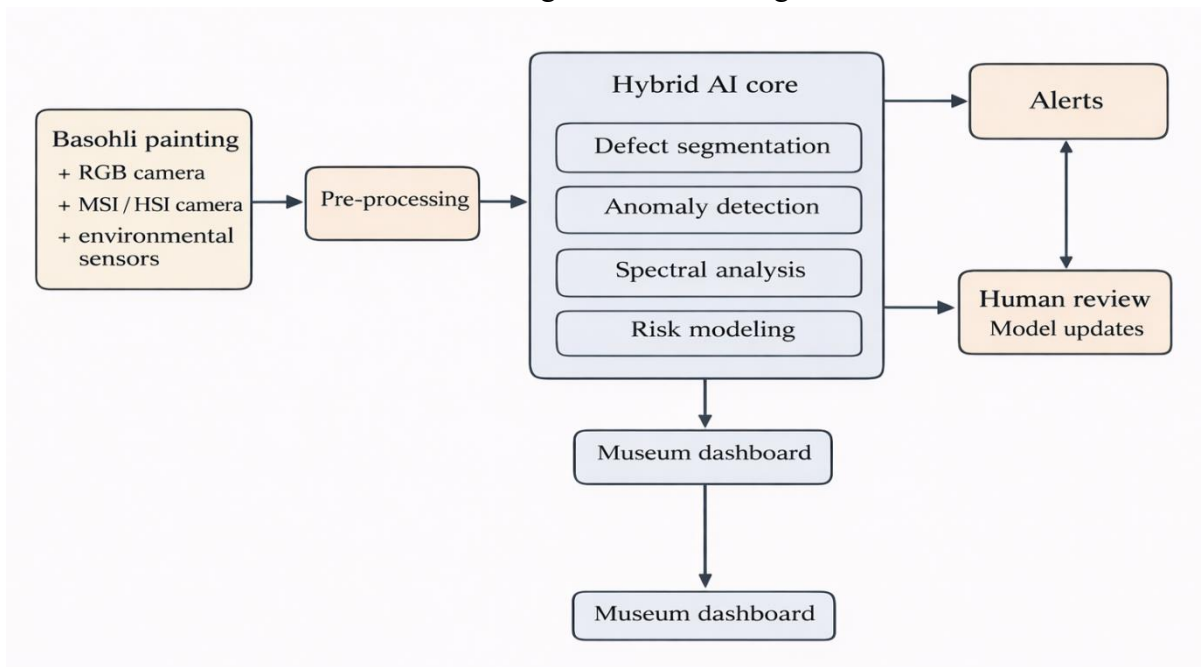 Basohli painting
+ RGB camera
+ MSI / HSI camera
+ environmental
sensors
Pre-processing
Hybrid AI core
Defect segmentation
Anomaly detection
Spectral analysis
Risk modeling
Alerts
Human review
Model updates
Museum dashboard
Museum dashboard